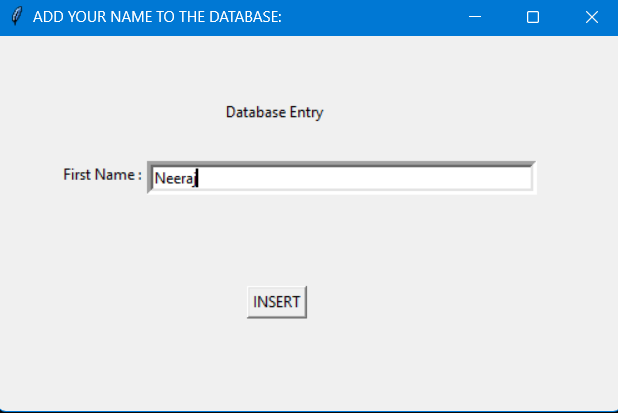 ADD YOUR NAME TO THE DATABASE:
Database Entry
First Name : Neeraj
INSERT